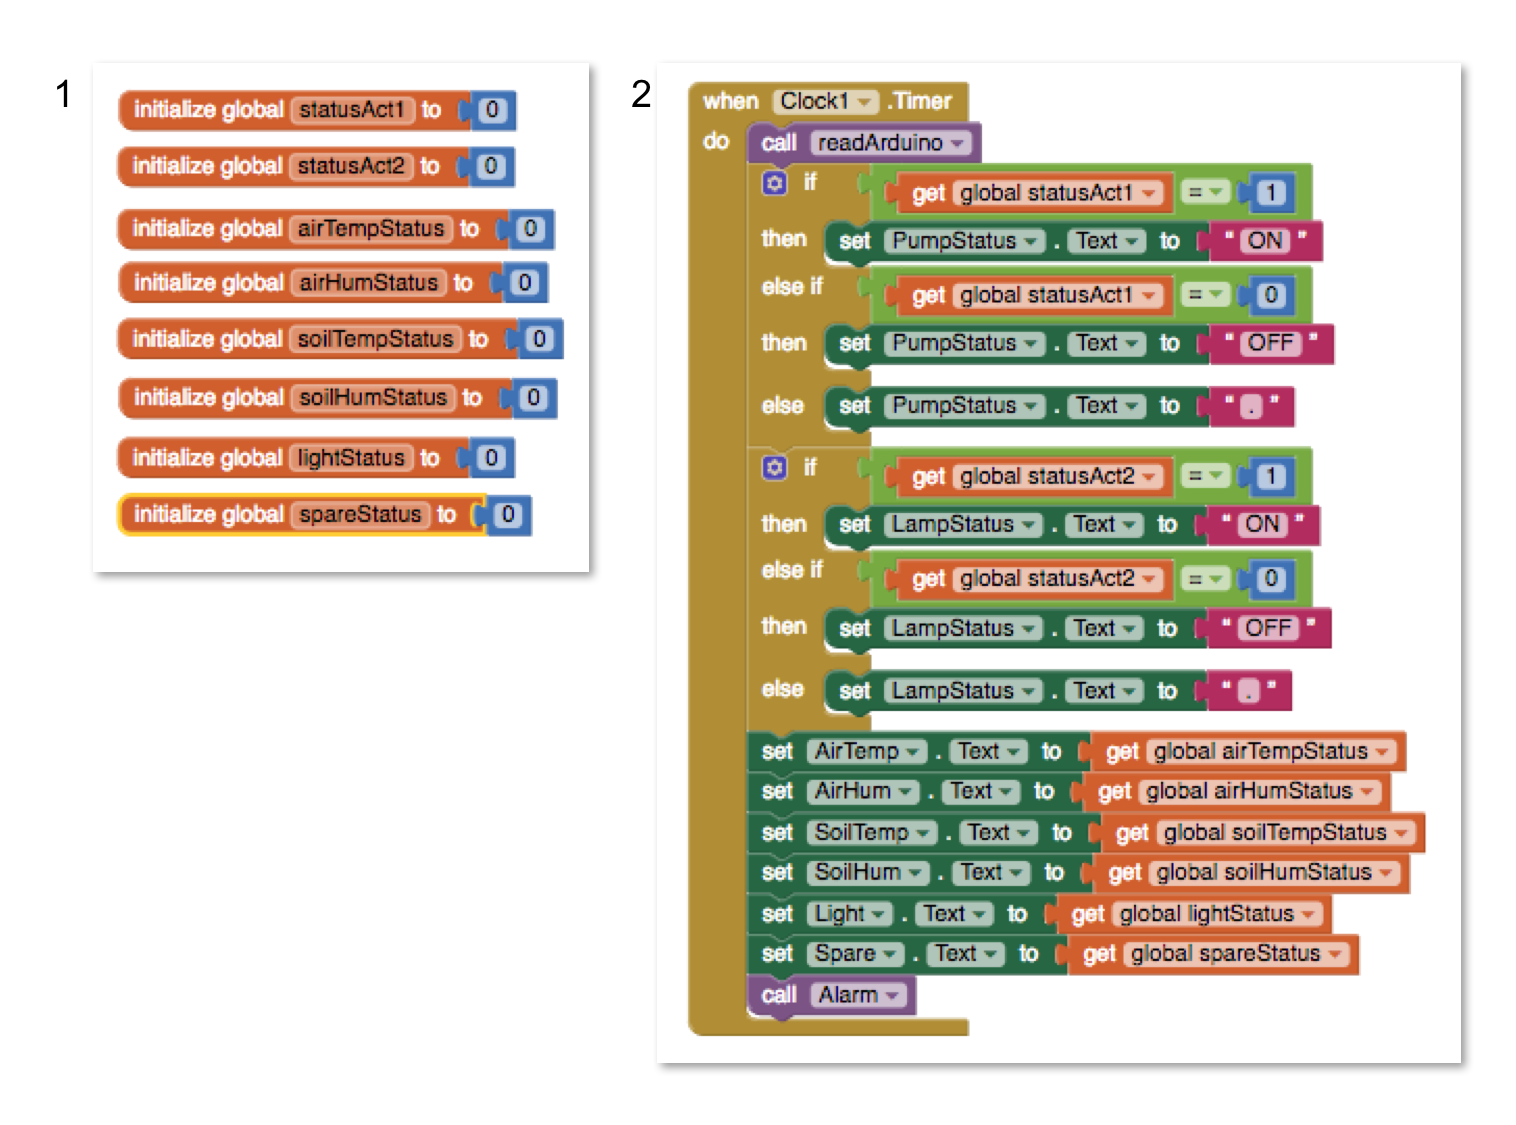 1
initialize global statusAct1 to 0
initialize global statusAct2 to 0
initialize global airTempStatus to 0
initialize global airHumStatus to 0
initialize global soilTempStatus to 0
initialize global soilHumStatus to 0
initialize global lightStatus to 0
initialize global spareStatus to 0
2
when Clock1 .Timer
do call readArduino
if get global statusAct1 = 1
then set PumpStatus . Text to "ON"
else if get global statusAct1 = 0
then set PumpStatus . Text to "OFF"
else set PumpStatus . Text to "."
if get global statusAct2 = 1
then set LampStatus . Text to "ON"
else if get global statusAct2 = 0
then set LampStatus . Text to "OFF"
else set LampStatus . Text to "."
set AirTemp . Text to get global airTempStatus
set AirHum . Text to get global airHumStatus
set SoilTemp . Text to get global soilTempStatus
set SoilHum . Text to get global soilHumStatus
set Light . Text to get global lightStatus
set Spare . Text to get global spareStatus
call Alarm